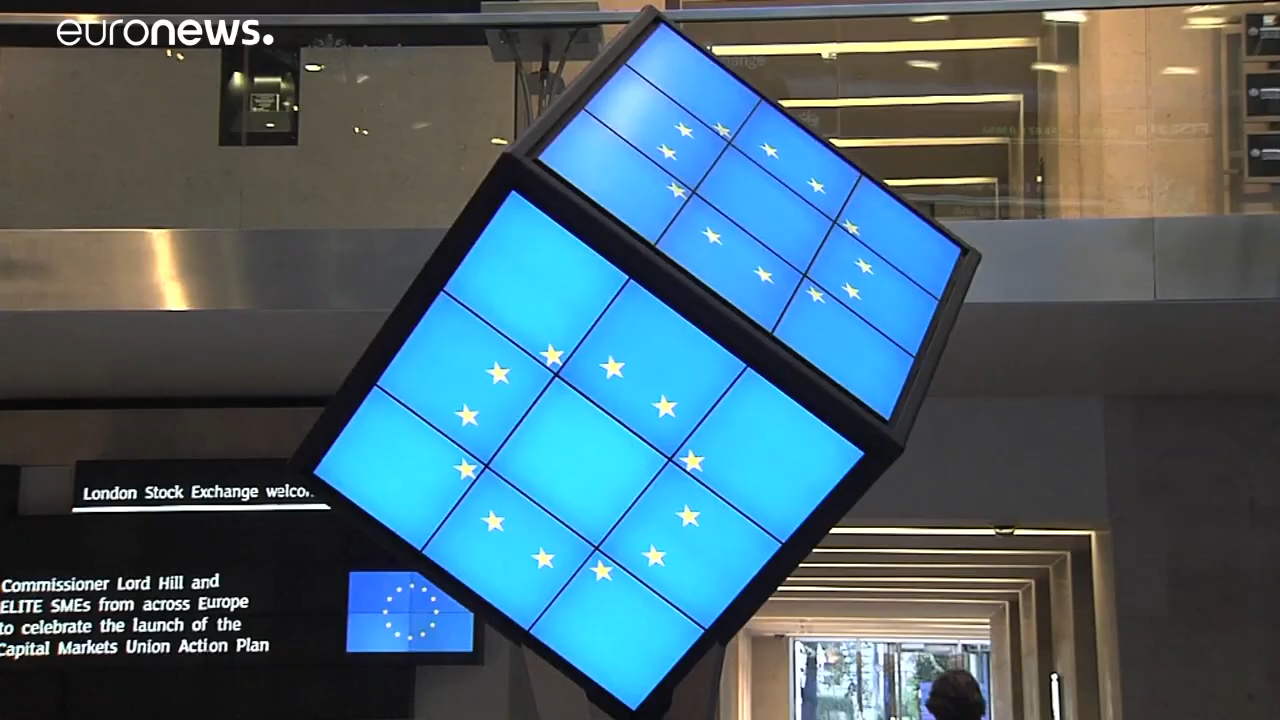 euronews.
London Stock Exchange
Commissioner Lord Hill and
ELITE SMEs from across Europe
to celebrate the launch of the
Capital Markets Union Action Plan